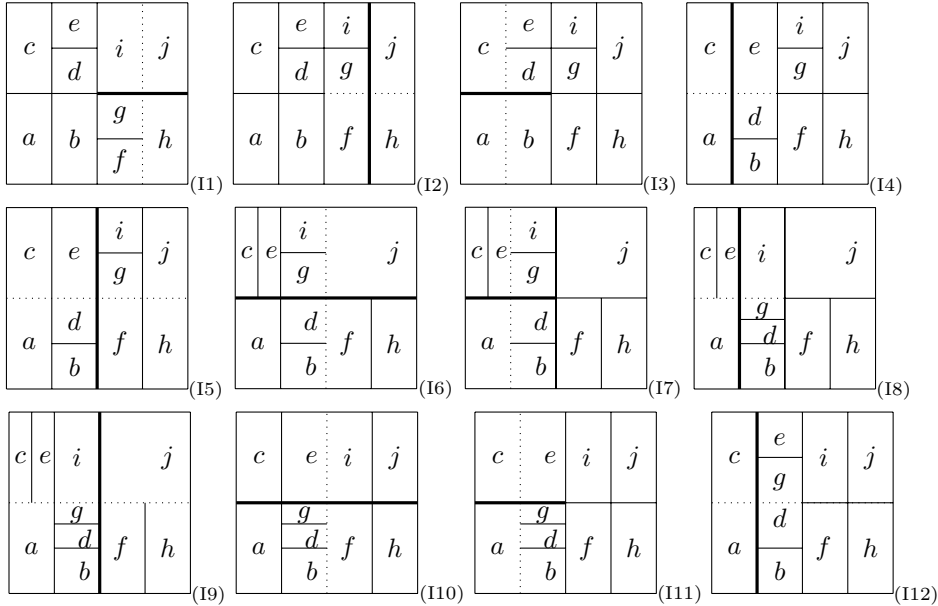 c e d i j a b g f h (I1)
c e d i g j a b f h (I2)
c e d i g j a b f h (I3)
c e i g j a d b f h (I4)
c e i g j a d b f h (I5)
c e i g j a d b f h (I6)
c e i g j a d b f h (I7)
c e i j a g d b f h (I8)
c e i j a g d b f h (I9)
c e i j a g d b f h (I10)
c e i j a g d b f h (I11)
c e g i j a d b f h (I12)